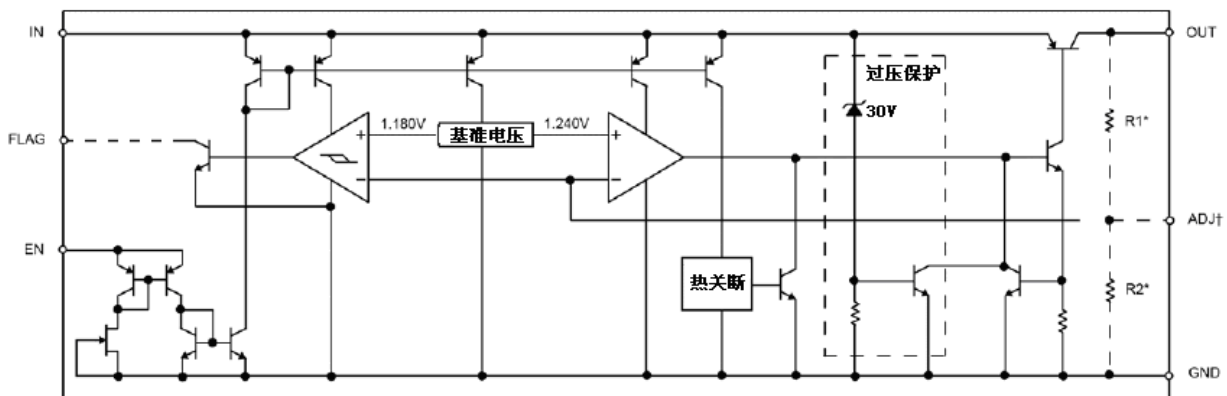 IN
OUT
过压保护
30V
R1*
FLAG
1.180V
基准电压
1.240V
+
+
−
−
ADJ†
EN
热关断
R2*
GND